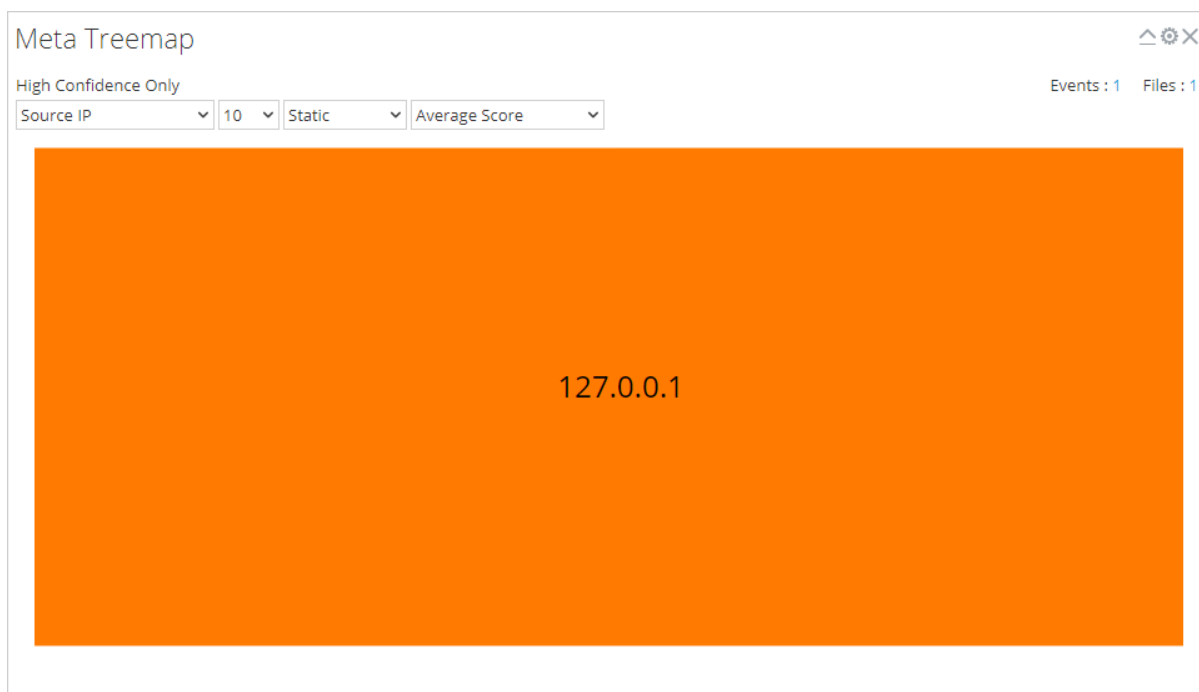 Meta Treemap
High Confidence Only
Events : 1 Files : 1
Source IP 10 Static Average Score
127.0.0.1